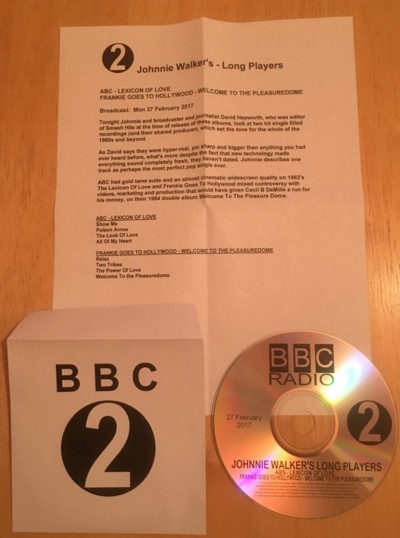 2
Johnnie Walker's - Long Players
ABC - LEXICON OF LOVE
FRANKIE GOES TO HOLLYWOOD - WELCOME TO THE PLEASUREDOME
Broadcast: Mon 27 February 2017
Tonight Johnnie and broadcaster and journalist David Hepworth, who was editor
of Smash Hits at the time of release of these albums, look at two hit single filled
recordings (and their shared producer), which set the tone for the whole of the
1980s and beyond.
As David says they were hyper-real, pin sharp and bigger than anything you had
ever heard before, what's more despite the fact that new technology made
everything sound completely fresh, they haven't dated. Johnnie describes one
track as perhaps the most perfect pop single ever.
ABC had gold lame suits and an almost cinematic widescreen quality on 1982's
The Lexicon Of Love and Frankie Goes To Hollywood mixed controversy with
videos, marketing and production that would have given Cecil B DeMille a run for
his money, on their 1984 double album Welcome To The Pleasure Dome.
ABC - LEXICON OF LOVE
Show Me
Poison Arrow
The Look Of Love
All Of My Heart
FRANKIE GOES TO HOLLYWOOD - WELCOME TO THE PLEASUREDOME
Relax
Two Tribes
The Power Of Love
Welcome To the Pleasuredome
BBC
2
BBC
RADIO
27 February
2017
2
JOHNNIE WALKER'S LONG PLAYERS
ABS - LEXICON OF LOVE
FRANKIE GOES TO HOLLYWOOD - WELCOME TO THE PLEASUREDOME